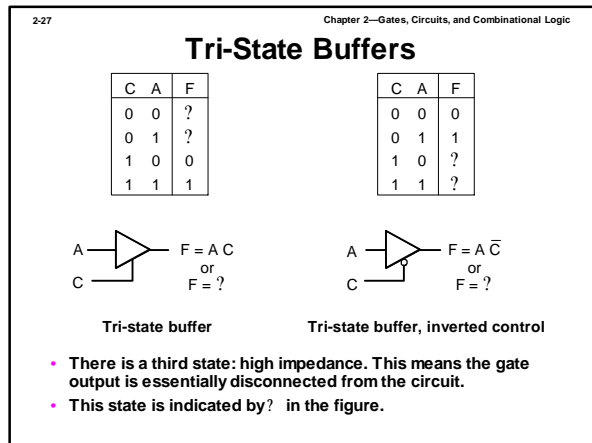 2-27
Chapter 2—Gates, Circuits, and Combinational Logic
Tri-State Buffers
C A F
0 0 ?
0 1 ?
1 0 0
1 1 1
C A F
0 0 0
0 1 1
1 0 ?
1 1 ?
A
F = A C
or
C
F = ?
A
F = A C̅
or
C
F = ?
Tri-state buffer
Tri-state buffer, inverted control
• There is a third state: high impedance. This means the gate
output is essentially disconnected from the circuit.
• This state is indicated by? in the figure.